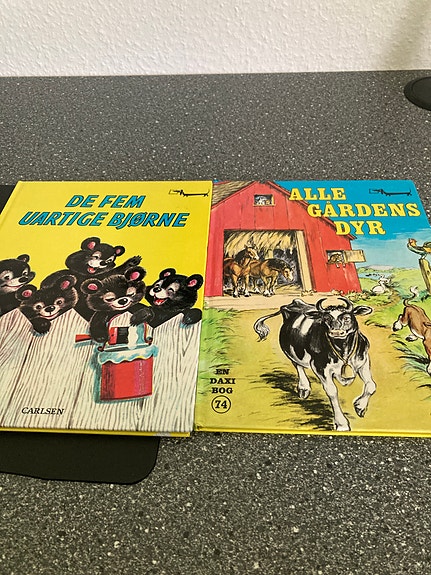 DE FEM
UARTIGE BJØRNE
CARLSEN
ALLE
GÅRDENS
DYR
EN
DAXI
BOG
74